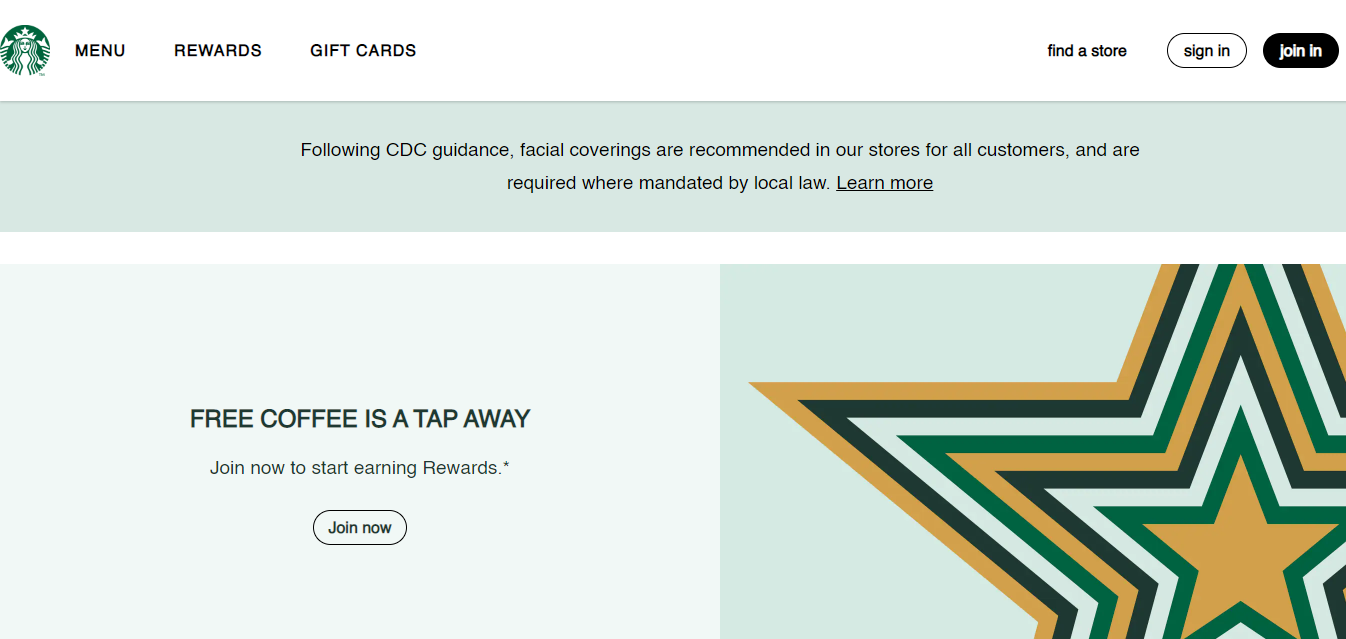 MENU REWARDS GIFT CARDS find a store sign in join in
Following CDC guidance, facial coverings are recommended in our stores for all customers, and are
required where mandated by local law. Learn more
FREE COFFEE IS A TAP AWAY
Join now to start earning Rewards.*
Join now